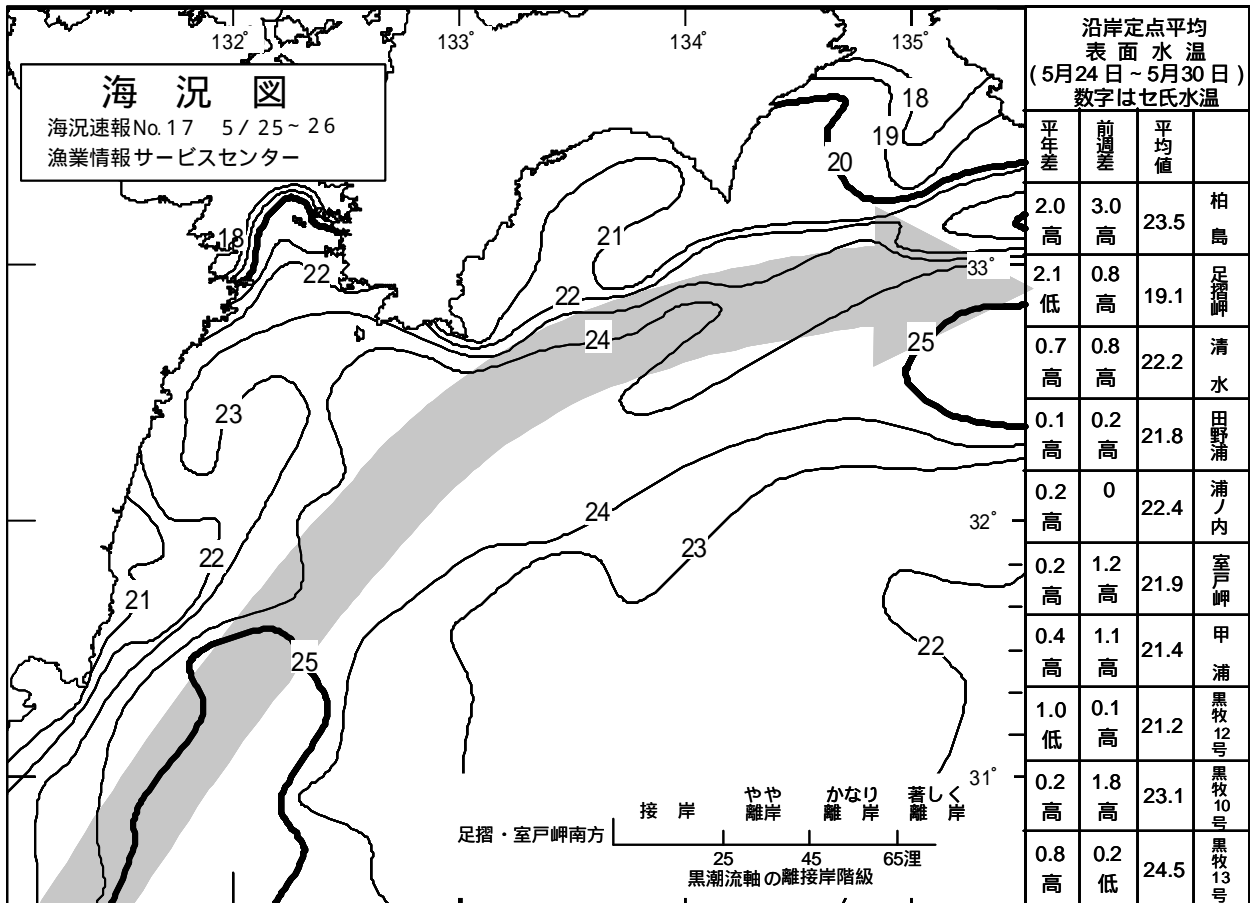 132°
133°
134°
135°
海 況 図
海況速報No.17 5/25~26
漁業情報サービスセンター
18
19
20
18
21
22
22
33°
24
25
23
24
32°
23
22
21
22
25
31°
接 岸
やや
離岸
かなり
離 岸
著しく
離 岸
足摺・室戸岬南方
25 45 65浬
黒潮流軸の離接岸階級
沿岸定点平均
表 面 水 温
(5月24日~5月30日)
数字はセ氏水温
平年差 前週差 平均値
2.0高 3.0高 23.5 柏島
2.1低 0.8高 19.1 足摺岬
0.7高 0.8高 22.2 清水
0.1高 0.2高 21.8 田野浦
0.2高 0 22.4 浦ノ内
0.2高 1.2高 21.9 室戸岬
0.4高 1.1高 21.4 甲浦
1.0低 0.1高 21.2 黒牧12号
0.2高 1.8高 23.1 黒牧10号
0.8高 0.2低 24.5 黒牧13号